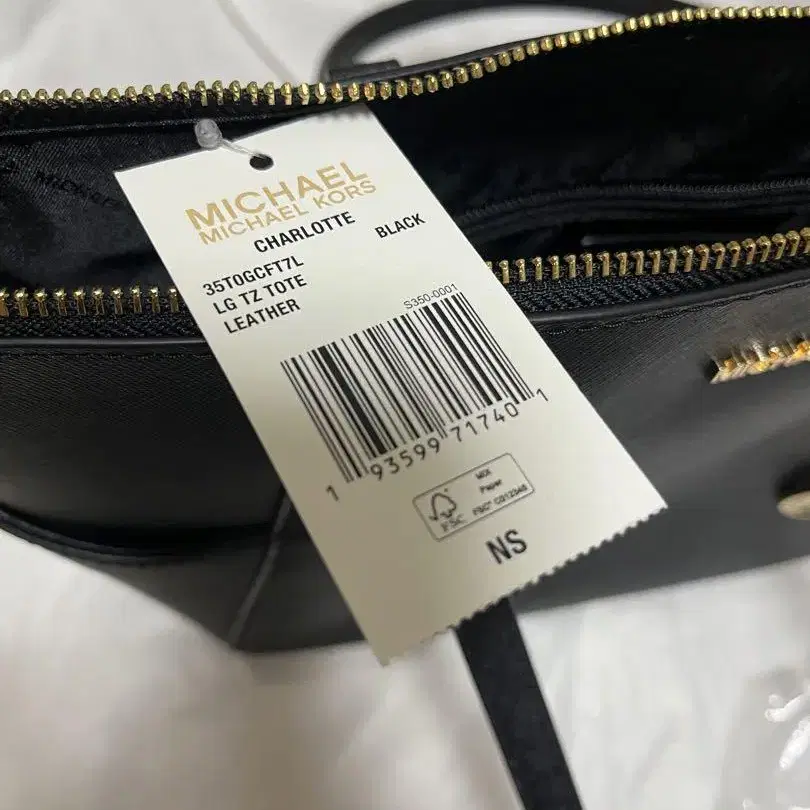 MICHAEL
MICHAEL KORS
CHARLOTTE
BLACK
35T0GCFT7L
LG TZ TOTE
LEATHER
S350-0001
1 93599 71740 1
FSC
MIX
Paper
NS